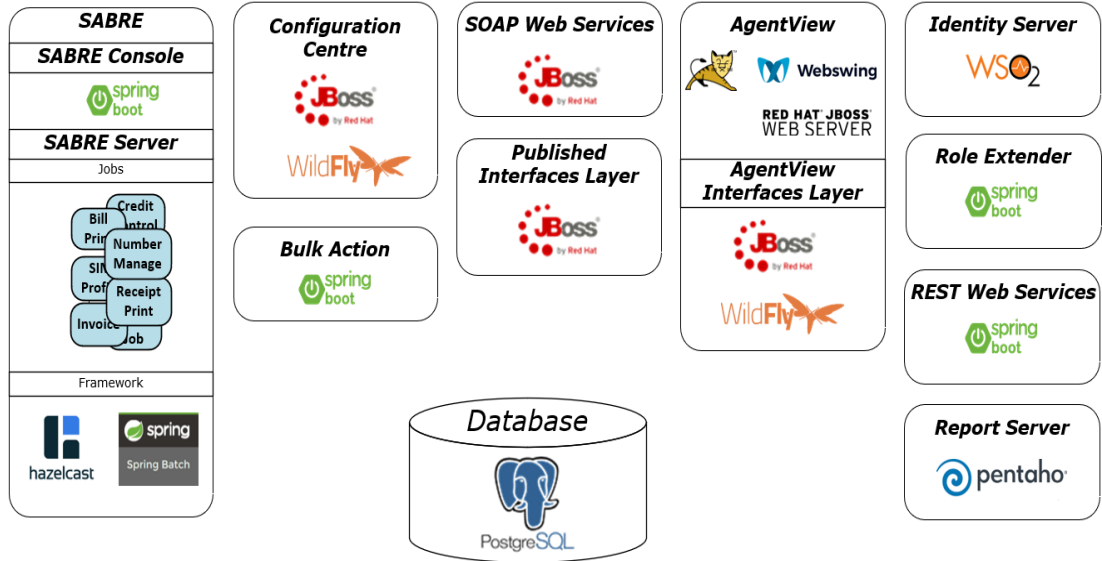 SABRE
SABRE Console
spring
boot
SABRE Server
Jobs
Credit
Bill
Number
Manage
Receipt
Print
Invoice
Job
Framework
hazelcast
spring
Spring Batch
Configuration
Centre
JBoss
by Red Hat
WildFly
Bulk Action
spring
boot
SOAP Web Services
JBoss
by Red Hat
Published
Interfaces Layer
JBoss
by Red Hat
Database
PostgreSQL
AgentView
Webswing
RED HAT® JBOSS®
WEB SERVER
AgentView
Interfaces Layer
JBoss
by Red Hat
WildFly
Identity Server
WSO2
Role Extender
spring
boot
REST Web Services
spring
boot
Report Server
pentaho